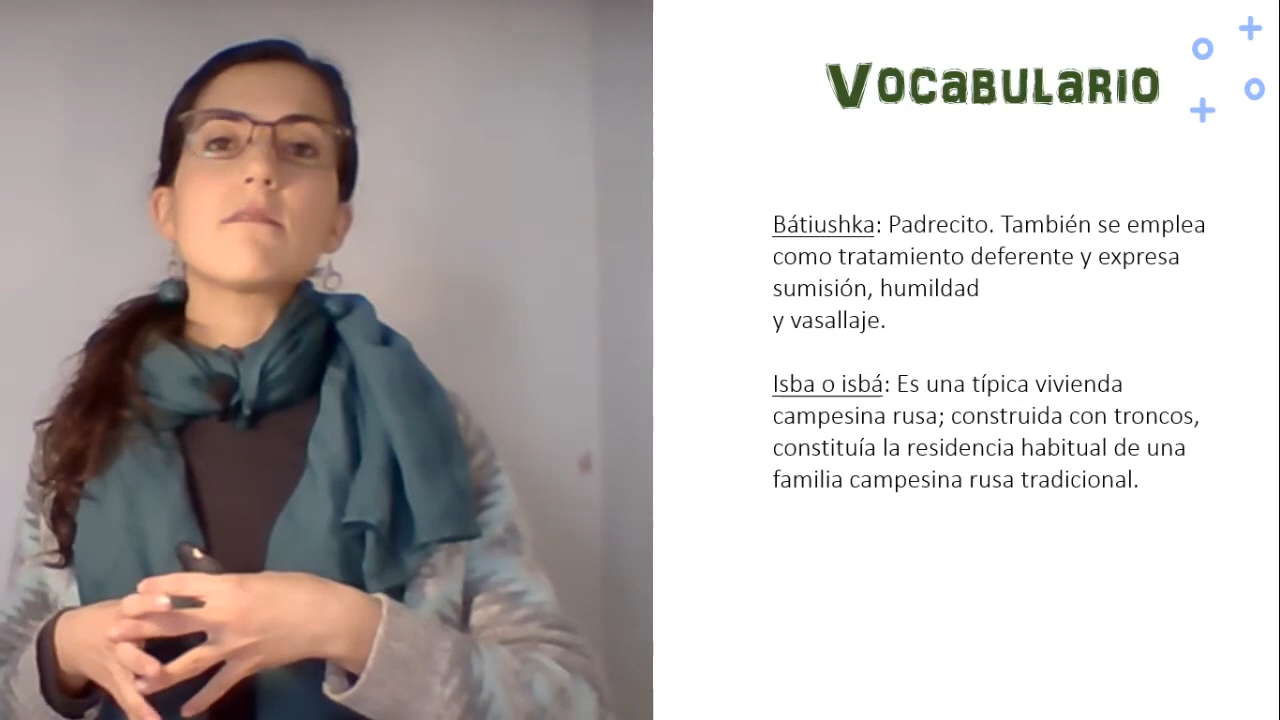 Vocabulario
Bátiushka: Padrecito. También se emplea
como tratamiento deferente y expresa
sumisión, humildad
y vasallaje.
Isba o isbá: Es una típica vivienda
campesina rusa; construida con troncos,
constituía la residencia habitual de una
familia campesina rusa tradicional.